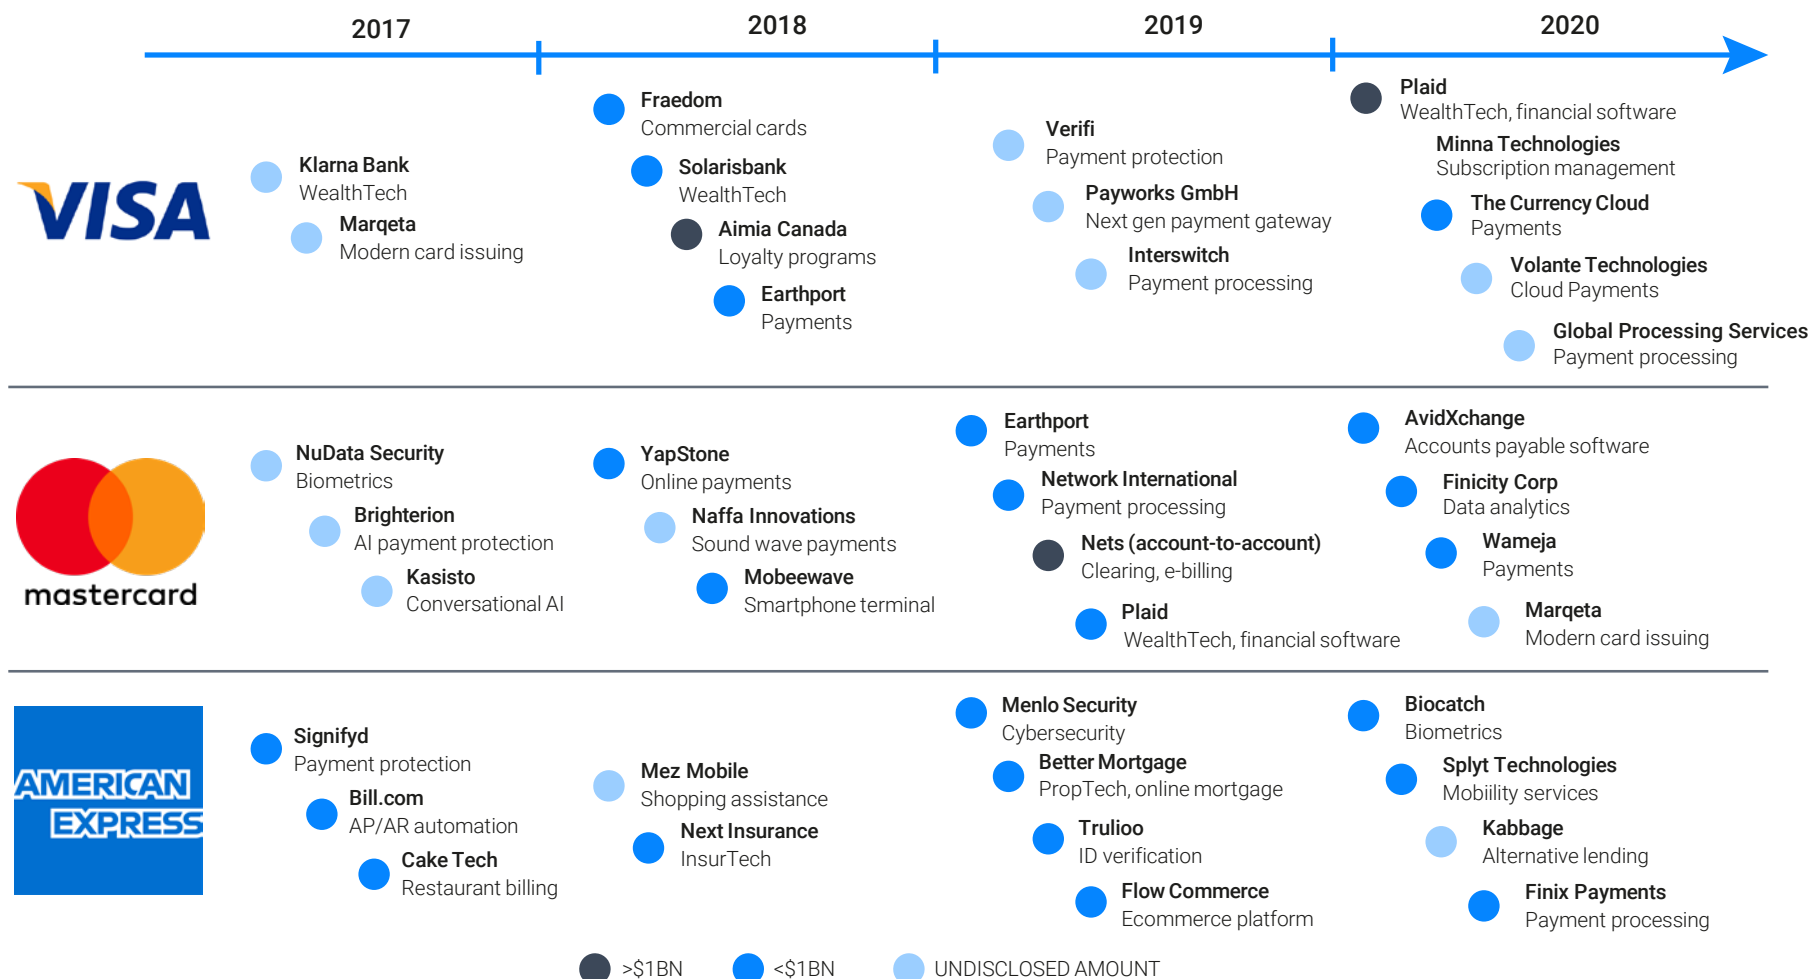 2017
2018
2019
2020
VISA
Klarna Bank
WealthTech
Marqeta
Modern card issuing
Fraedom
Commercial cards
Solarisbank
WealthTech
Aimia Canada
Loyalty programs
Earthport
Payments
Verifi
Payment protection
Payworks GmbH
Next gen payment gateway
Interswitch
Payment processing
Plaid
WealthTech, financial software
Minna Technologies
Subscription management
The Currency Cloud
Payments
Volante Technologies
Cloud Payments
Global Processing Services
Payment processing
mastercard
NuData Security
Biometrics
Brighterion
AI payment protection
Kasisto
Conversational AI
YapStone
Online payments
Naffa Innovations
Sound wave payments
Mobeewave
Smartphone terminal
Earthport
Payments
Network International
Payment processing
Nets (account-to-account)
Clearing, e-billing
Plaid
WealthTech, financial software
AvidXchange
Accounts payable software
Finicity Corp
Data analytics
Wameja
Payments
Marqeta
Modern card issuing
AMERICAN
EXPRESS
Signifyd
Payment protection
Bill.com
AP/AR automation
Cake Tech
Restaurant billing
Mez Mobile
Shopping assistance
Next Insurance
InsurTech
Menlo Security
Cybersecurity
Better Mortgage
PropTech, online mortgage
Trulioo
ID verification
Flow Commerce
Ecommerce platform
Biocatch
Biometrics
Splyt Technologies
Mobiility services
Kabbage
Alternative lending
Finix Payments
Payment processing
>$1BN
<$1BN
UNDISCLOSED AMOUNT